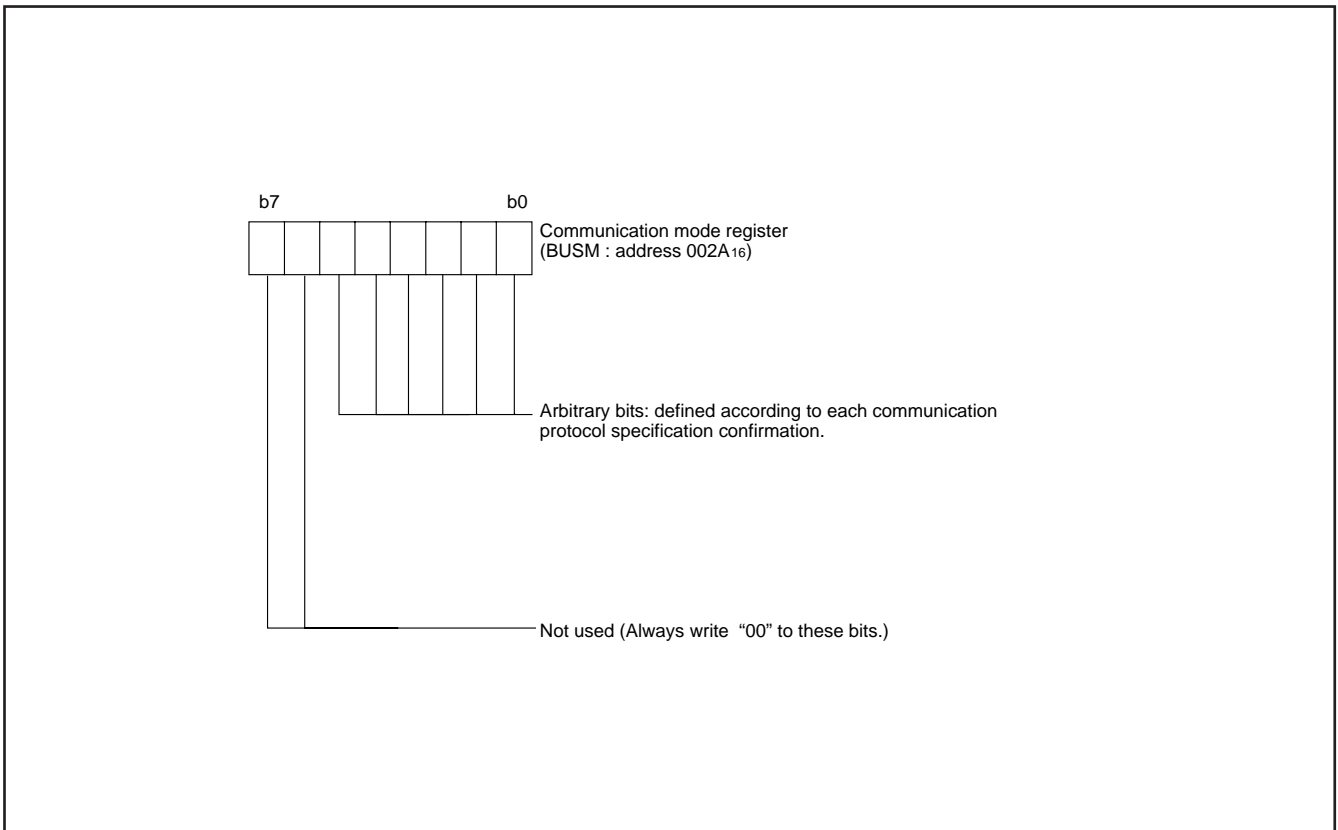 b7 b0
Communication mode register
(BUSM : address 002A16)
Arbitrary bits: defined according to each communication
protocol specification confirmation.
Not used (Always write “00” to these bits.)